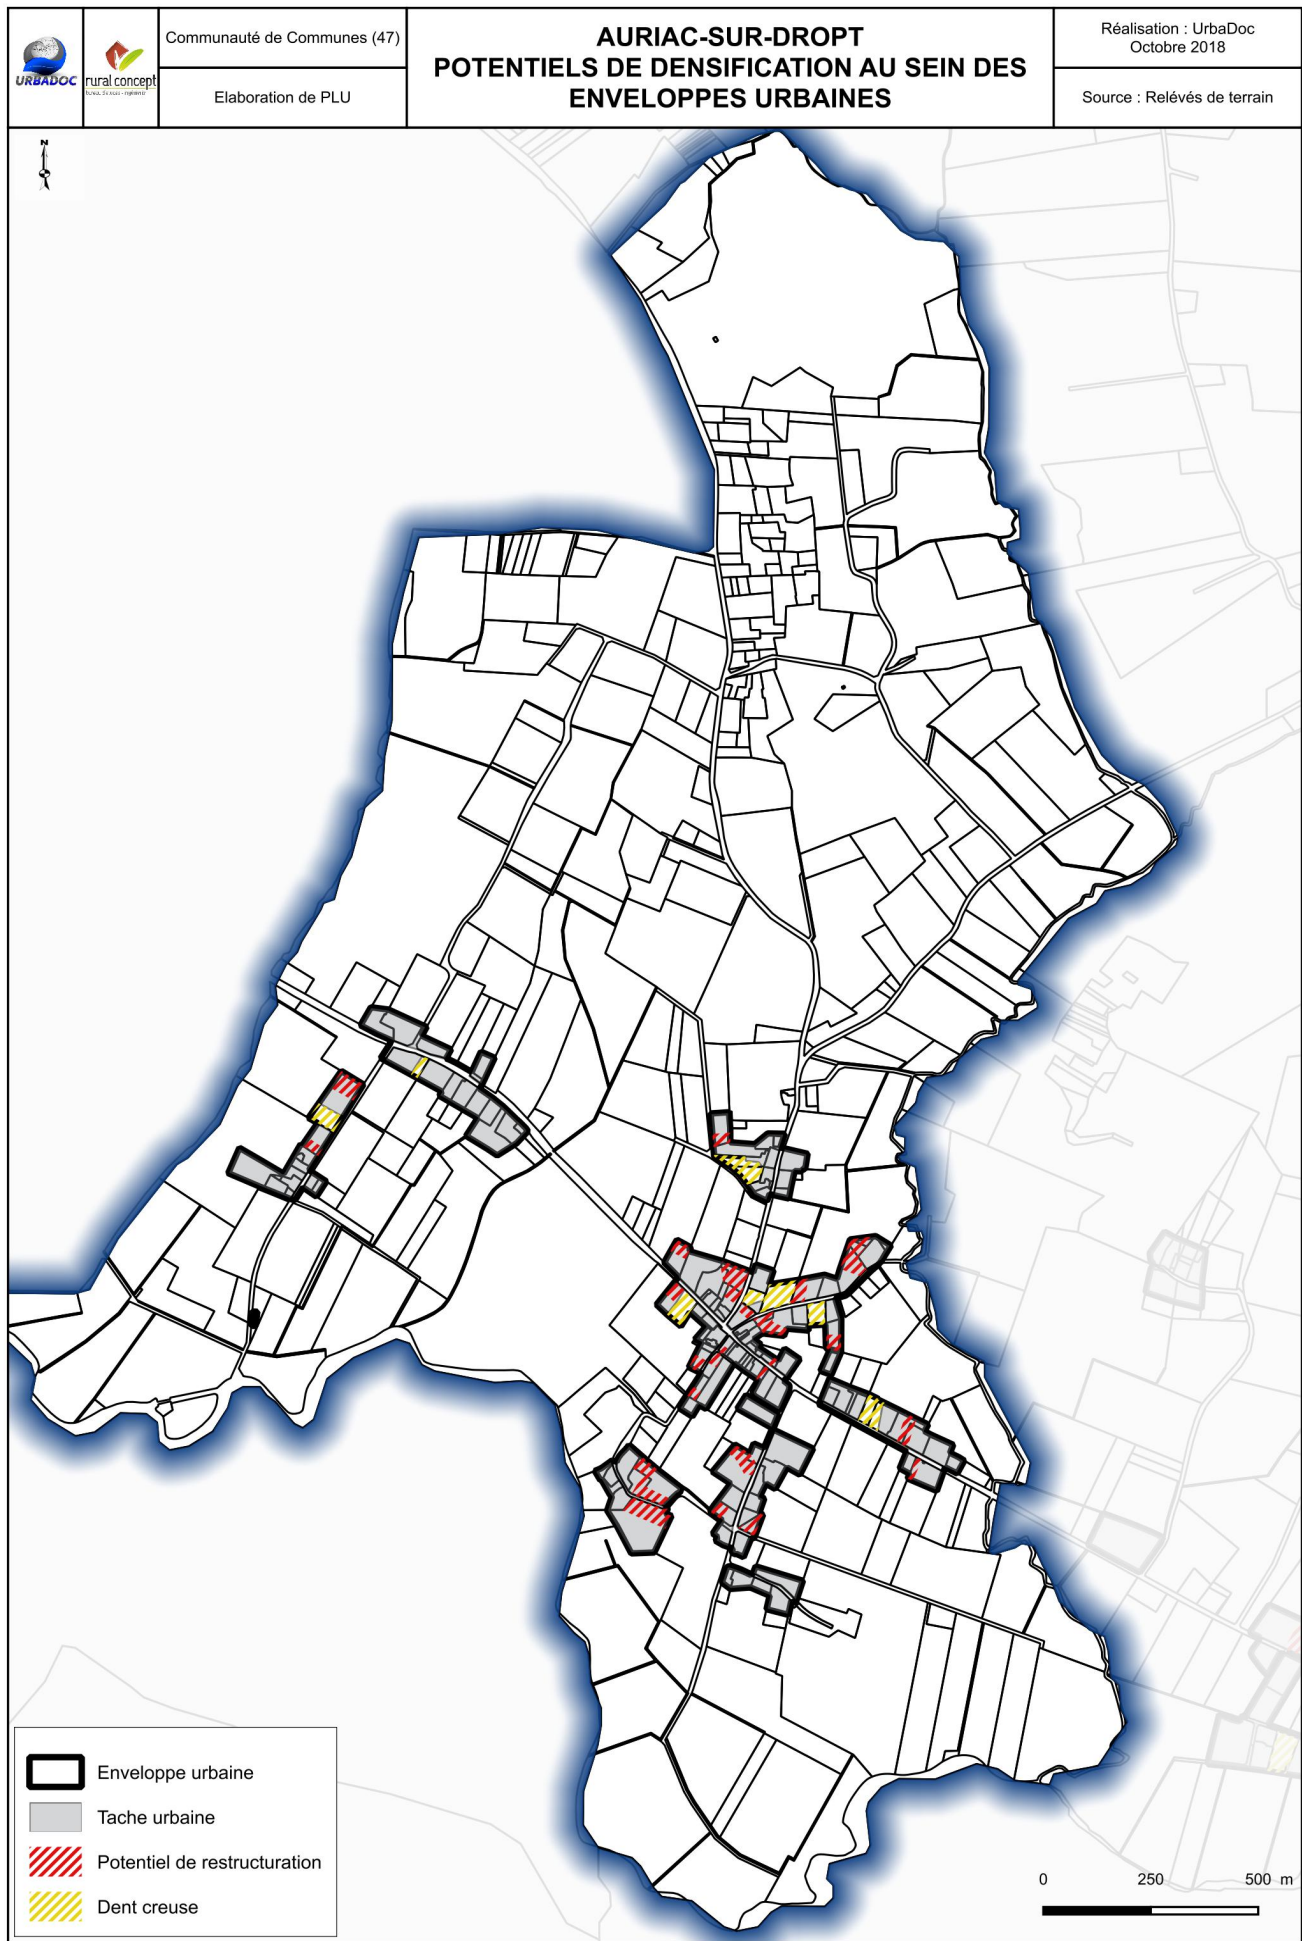 URBADOC
rural concept
Communauté de Communes (47)
Elaboration de PLU
AURIAC-SUR-DROPT
POTENTIELS DE DENSIFICATION AU SEIN DES
ENVELOPPES URBAINES
Réalisation : UrbaDoc
Octobre 2018
Source : Relévés de terrain
N
Enveloppe urbaine
Tache urbaine
Potentiel de restructuration
Dent creuse
0 250 500 m